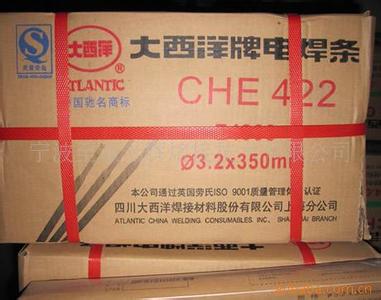 大西洋
ATLANTIC
中国驰名商标
大西洋牌电焊条
CHE 422
Ø3.2x350mm
本公司通过英国劳氏ISO 9001质量管理体系认证
四川大西洋焊接材料股份有限公司上海分公司
ATLANTIC CHINA WELDING CONSUMABLES, INC. SHANGHAI BRANCH